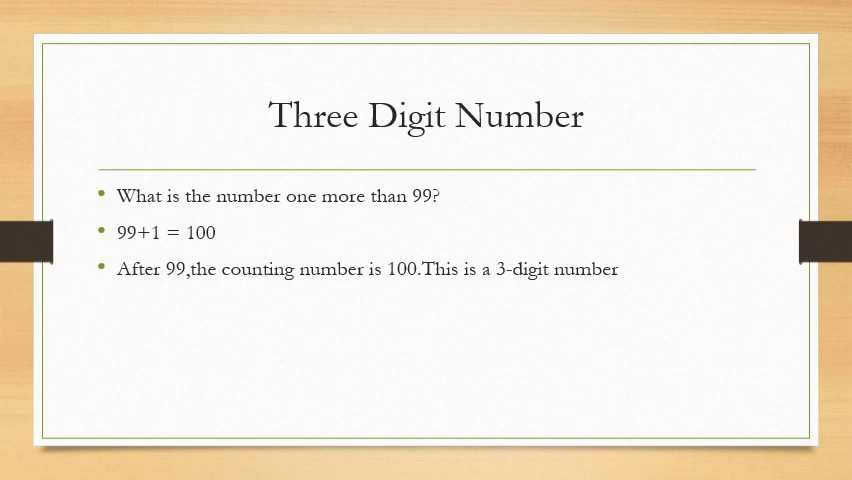 Three Digit Number
• What is the number one more than 99?
• 99+1 = 100
• After 99,the counting number is 100.This is a 3-digit number